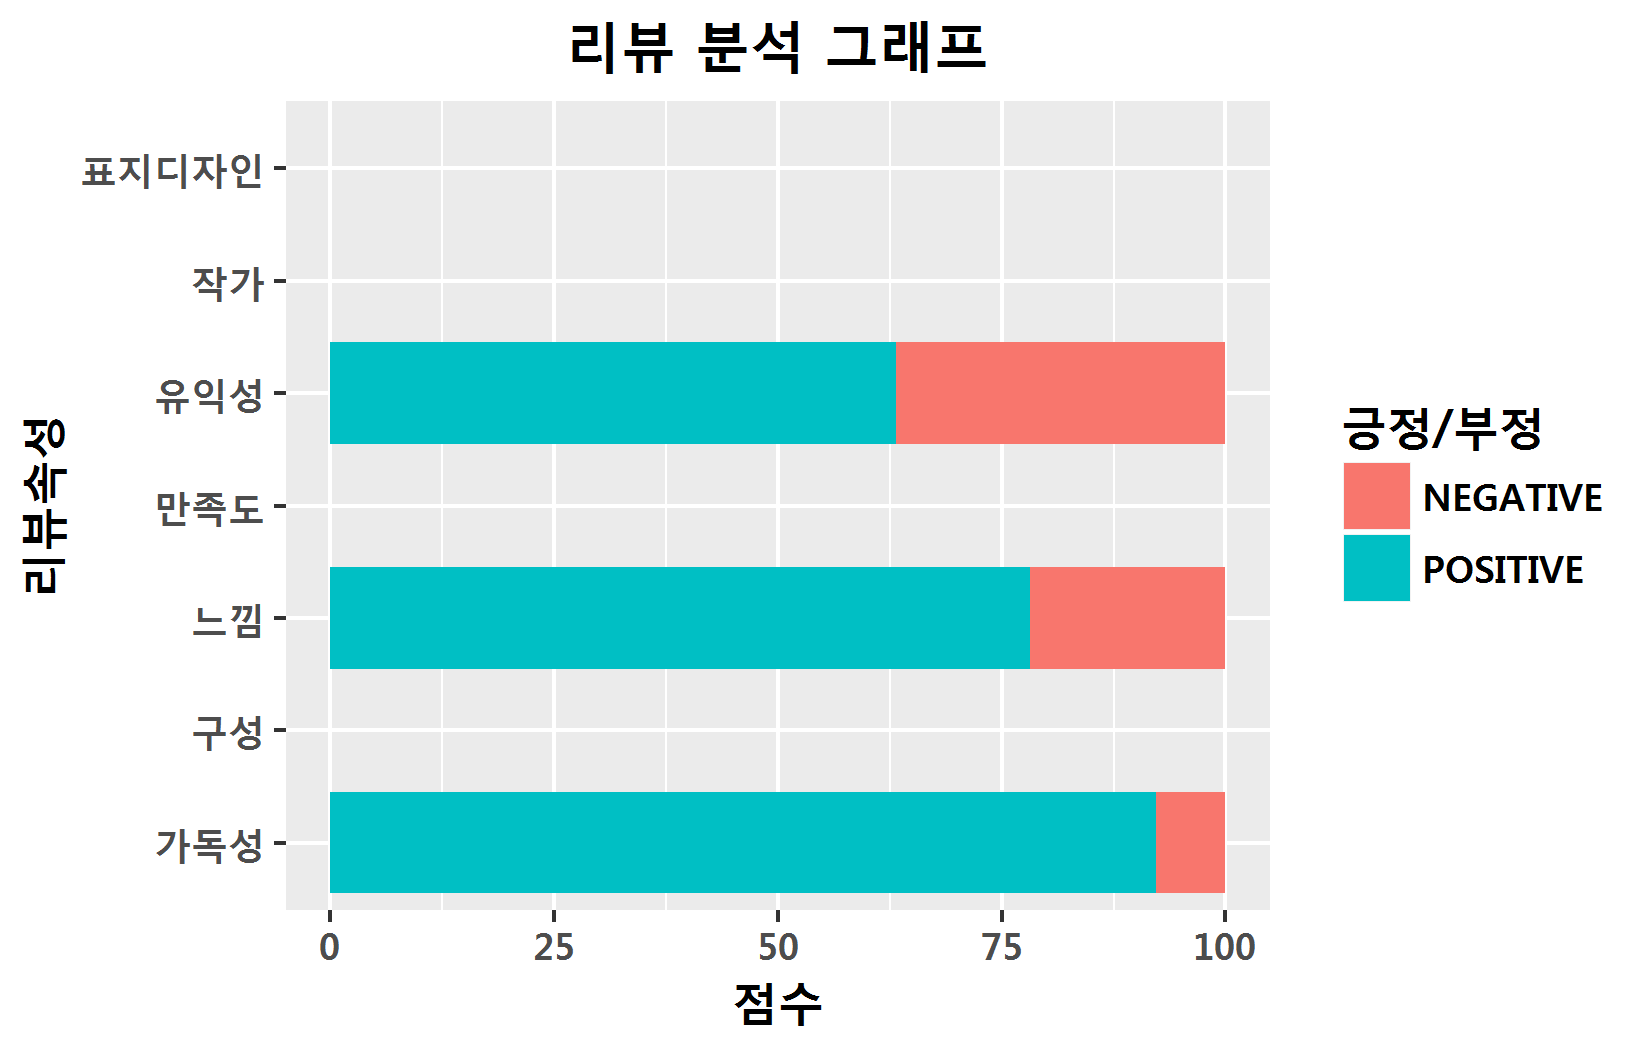 리뷰 분석 그래프
표지디자인
작가
유익성
만족도
느낌
구성
가독성
리뷰속성
0 25 50 75 100
점수
긍정/부정
NEGATIVE
POSITIVE